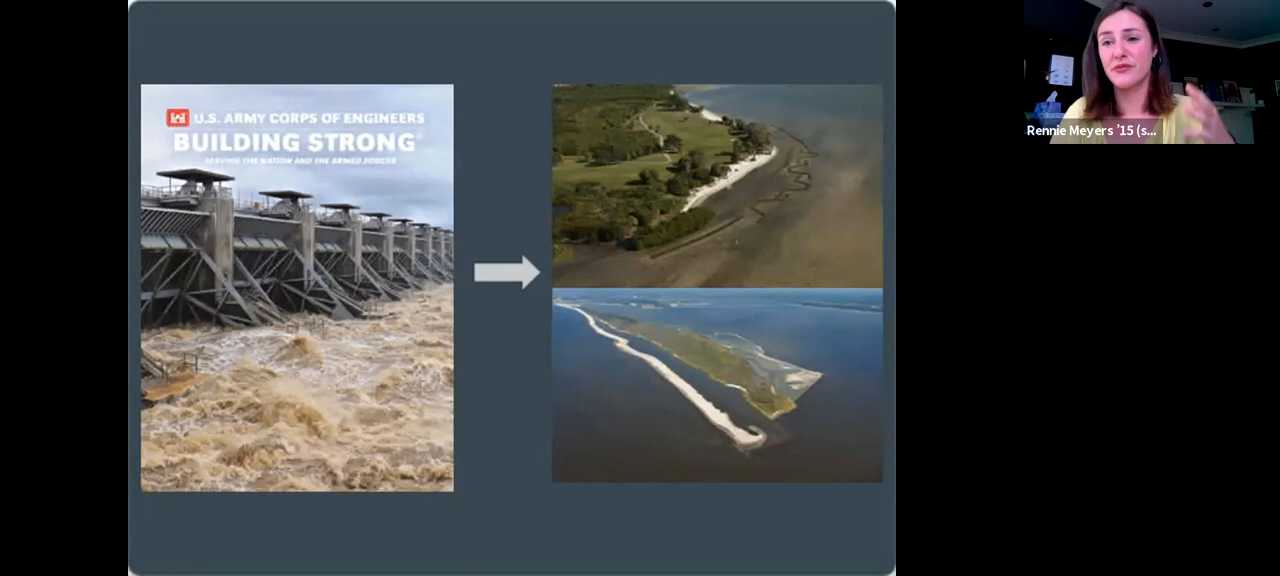 U.S. ARMY CORPS OF ENGINEERS
BUILDING STRONG®
SERVING THE NATION AND THE ARMED FORCES
Rennie Meyers '15 (s...